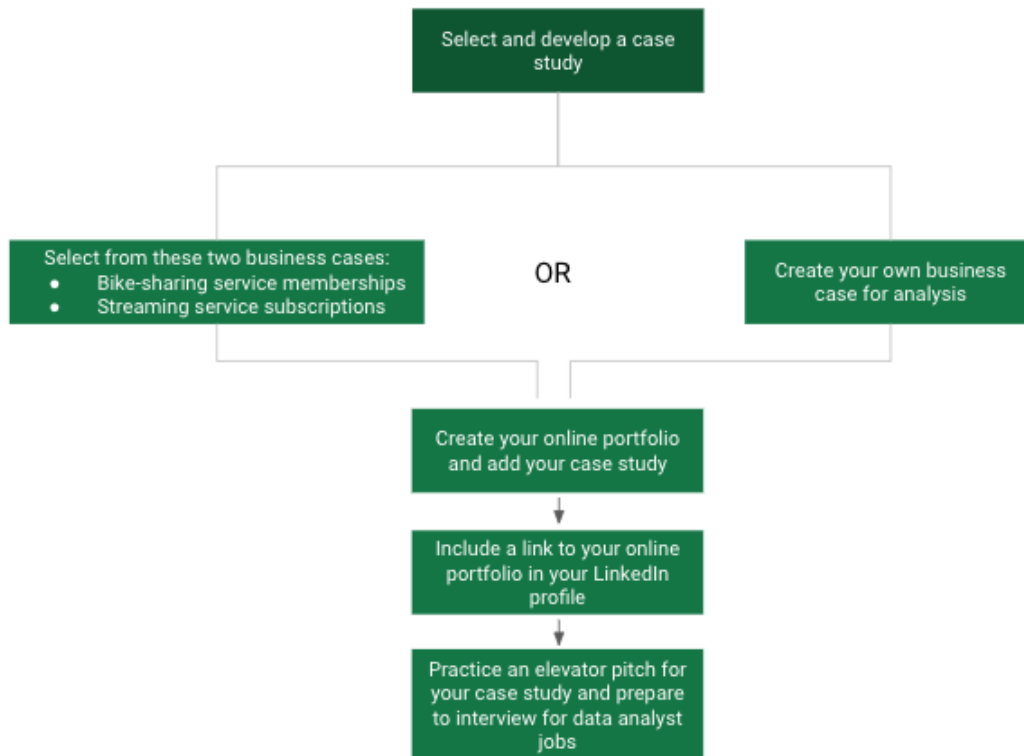 Select and develop a case
study
Select from these two business cases:
● Bike-sharing service memberships
● Streaming service subscriptions
OR
Create your own business
case for analysis
Create your online portfolio
and add your case study
Include a link to your online
portfolio in your LinkedIn
profile
Practice an elevator pitch for
your case study and prepare
to interview for data analyst
jobs